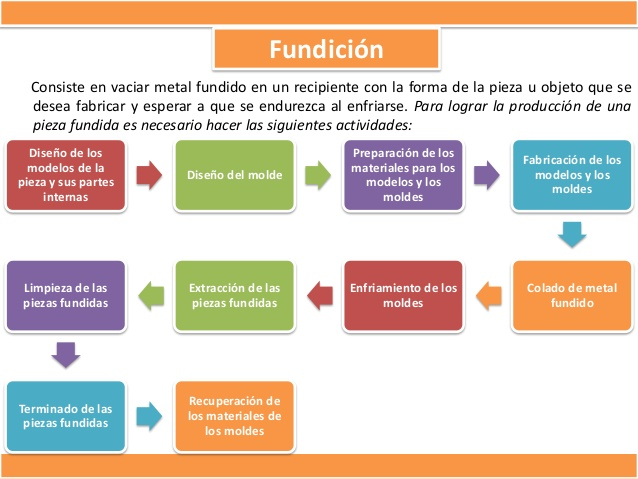 Fundición
Consiste en vaciar metal fundido en un recipiente con la forma de la pieza u objeto que se
desea fabricar y esperar a que se endurezca al enfriarse. Para lograr la producción de una
pieza fundida es necesario hacer las siguientes actividades:
Diseño de los
modelos de la
pieza y sus partes
internas
Diseño del molde
Preparación de los
materiales para los
modelos y los
moldes
Fabricación de los
modelos y los
moldes
Colado de metal
fundido
Enfriamiento de los
moldes
Extracción de las
piezas fundidas
Limpieza de las
piezas fundidas
Terminado de las
piezas fundidas
Recuperación de
los materiales de
los moldes